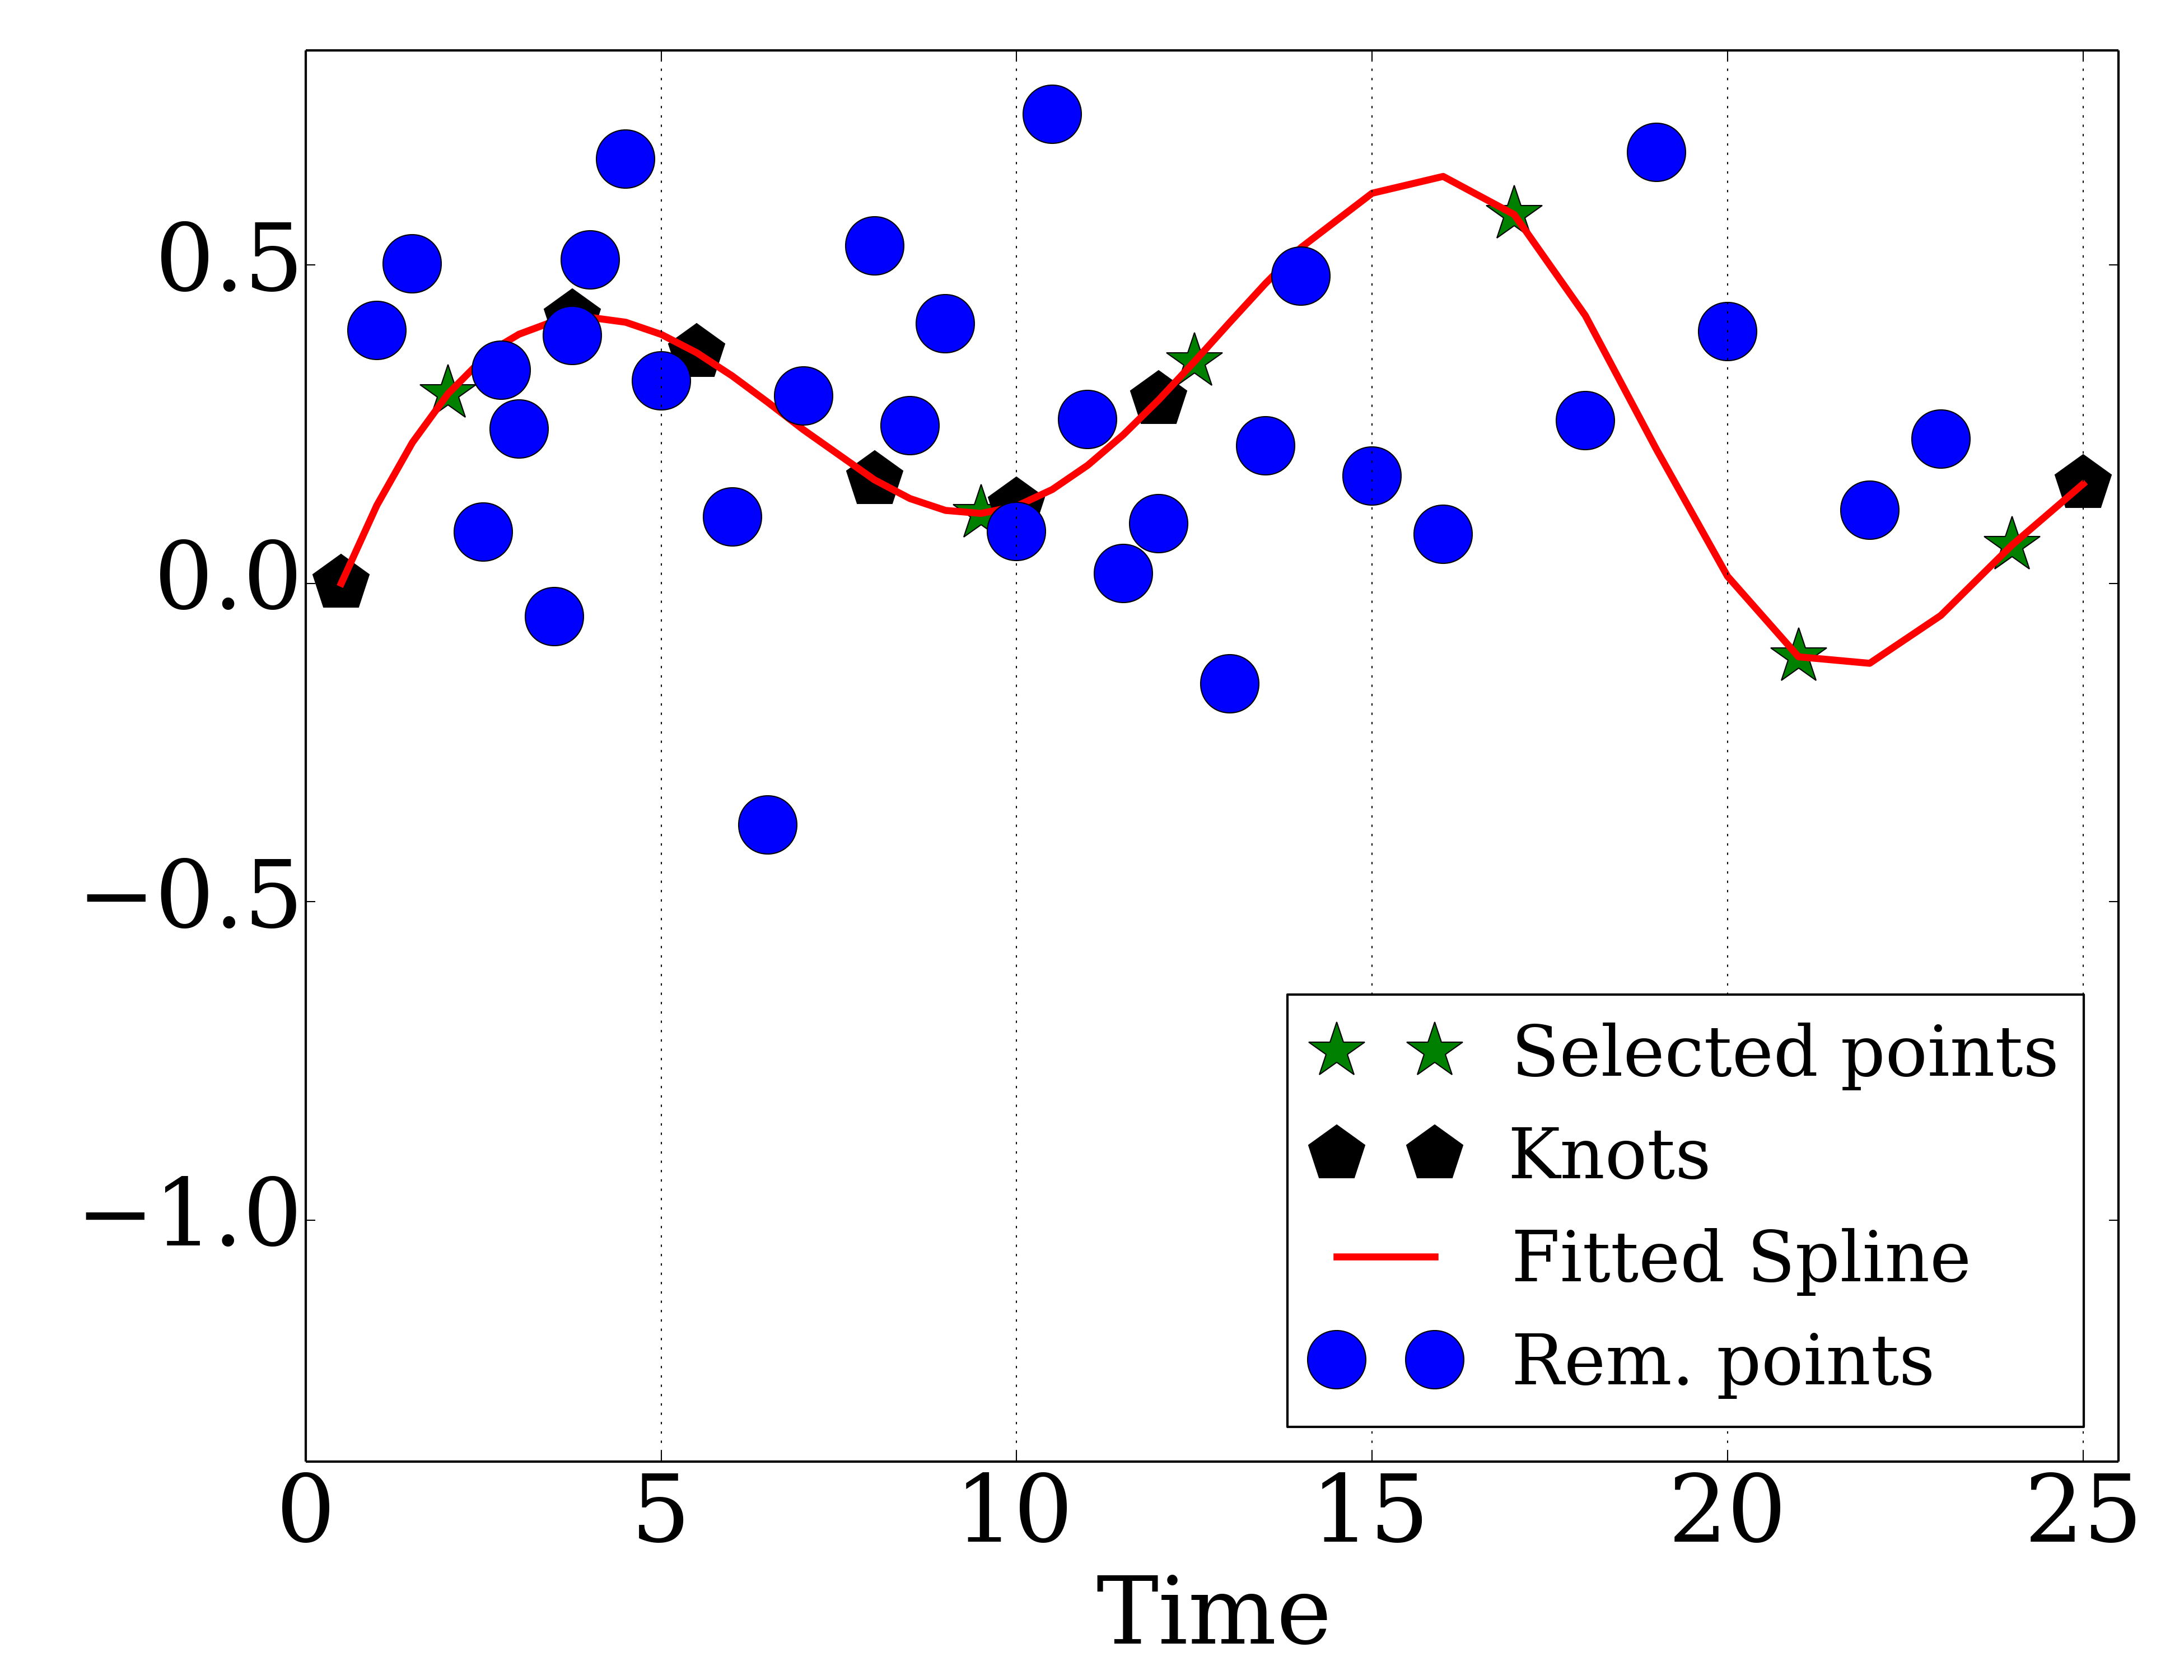 0.5
0.0
−0.5
−1.0
Selected points
Knots
Fitted Spline
Rem. points
0 5 10 15 20 25
Time